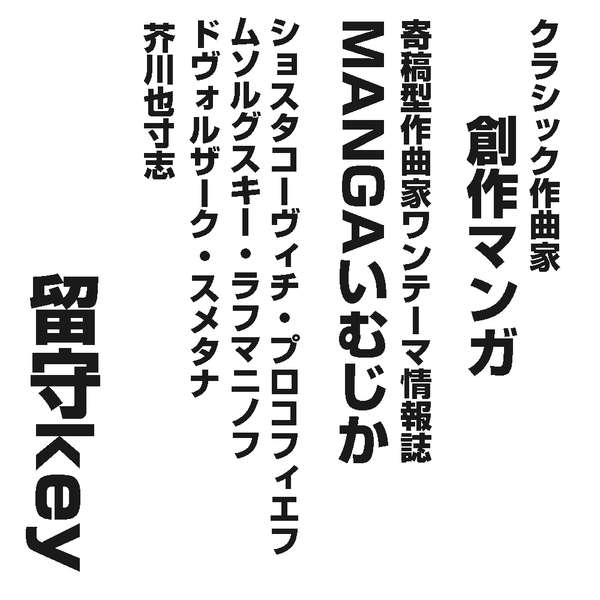 クラシック作曲家
創作マンガ
寄稿型作曲家ワンテーマ情報誌
MANGAいむじか
ショスタコーヴィチ・プロコフィエフ
ムソルグスキー・ラフマニノフ
ドヴォルザーク・スメタナ
芥川也寸志
留守key